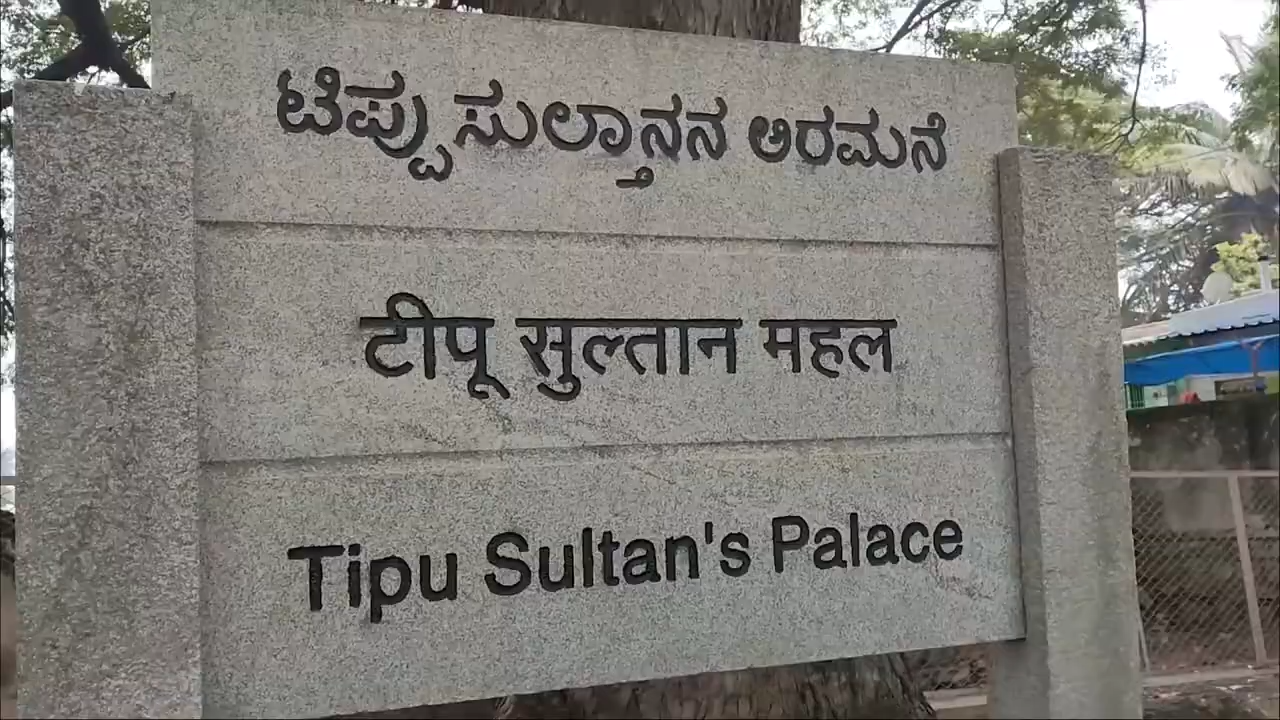 ಟಿಪ್ಪು ಸುಲ್ತಾನನ ಅರಮನೆ
टीपू सुल्तान महल
Tipu Sultan's Palace